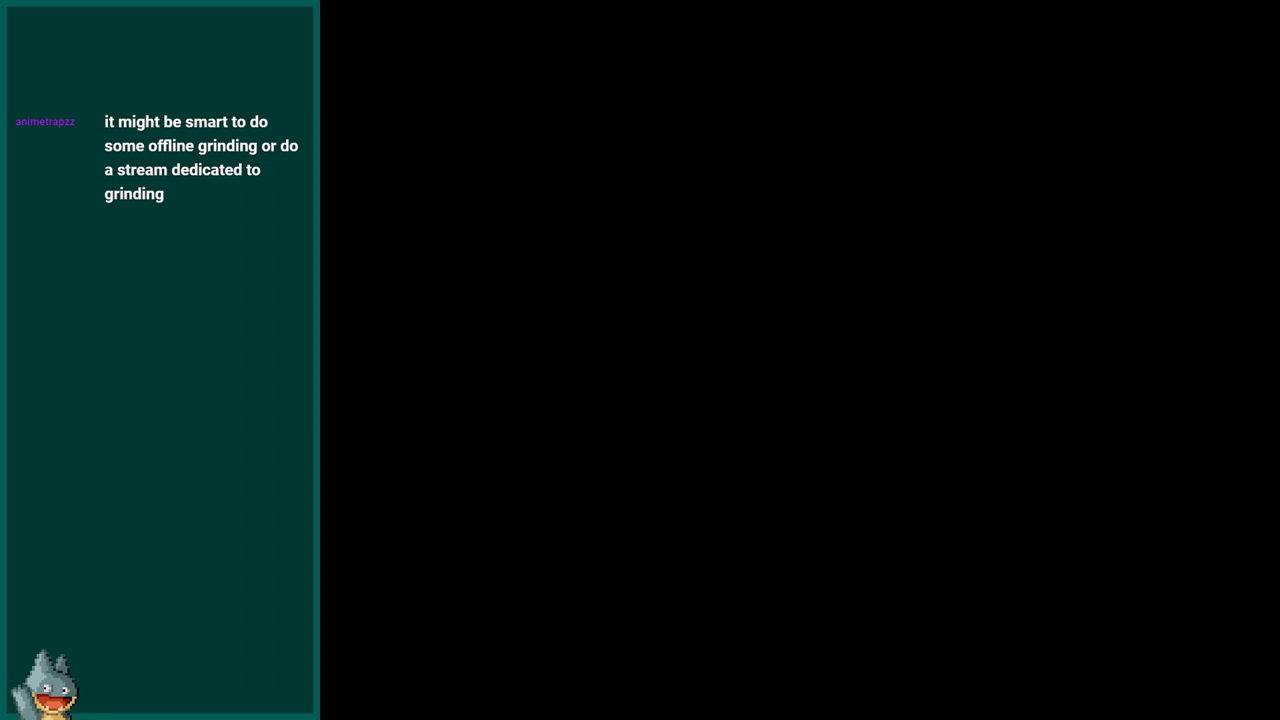 animetrapzz it might be smart to do
some offline grinding or do
a stream dedicated to
grinding